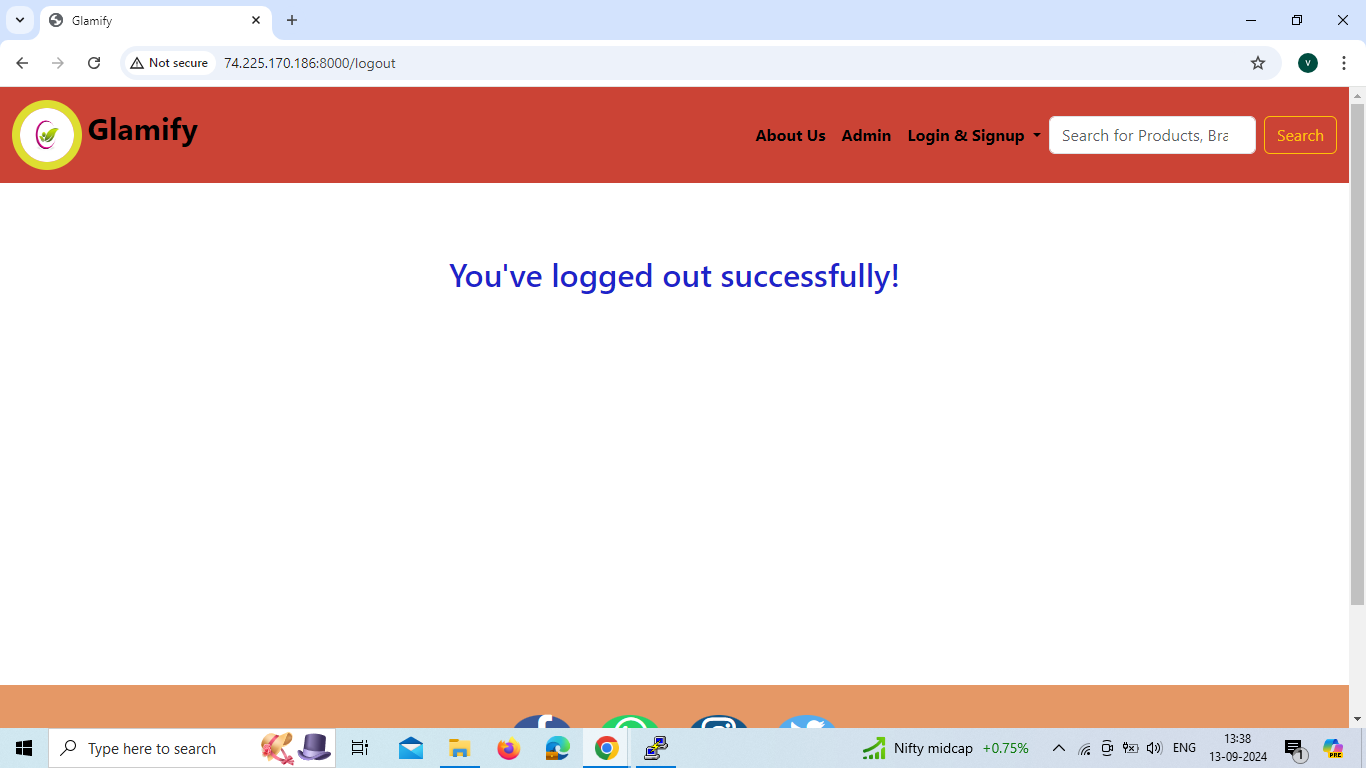 Glamify
Not secure
74.225.170.186:8000/logout
v
Glamify
About Us
Admin
Login & Signup
Search for Products, Bra
Search
You've logged out successfully!
Type here to search
Nifty midcap +0.75%
ENG
13:38
13-09-2024
1
PRE